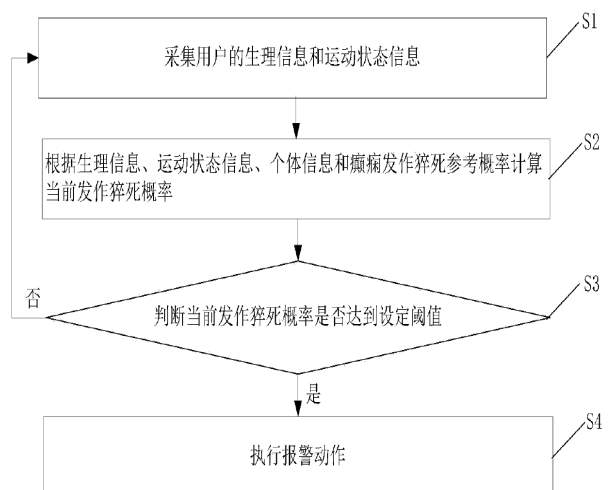 采集用户的生理信息和运动状态信息
S1
根据生理信息、运动状态信息、个体信息和癫痫发作猝死参考概率计算
当前发作猝死概率
S2
判断当前发作猝死概率是否达到设定阈值
S3
否
是
执行报警动作
S4